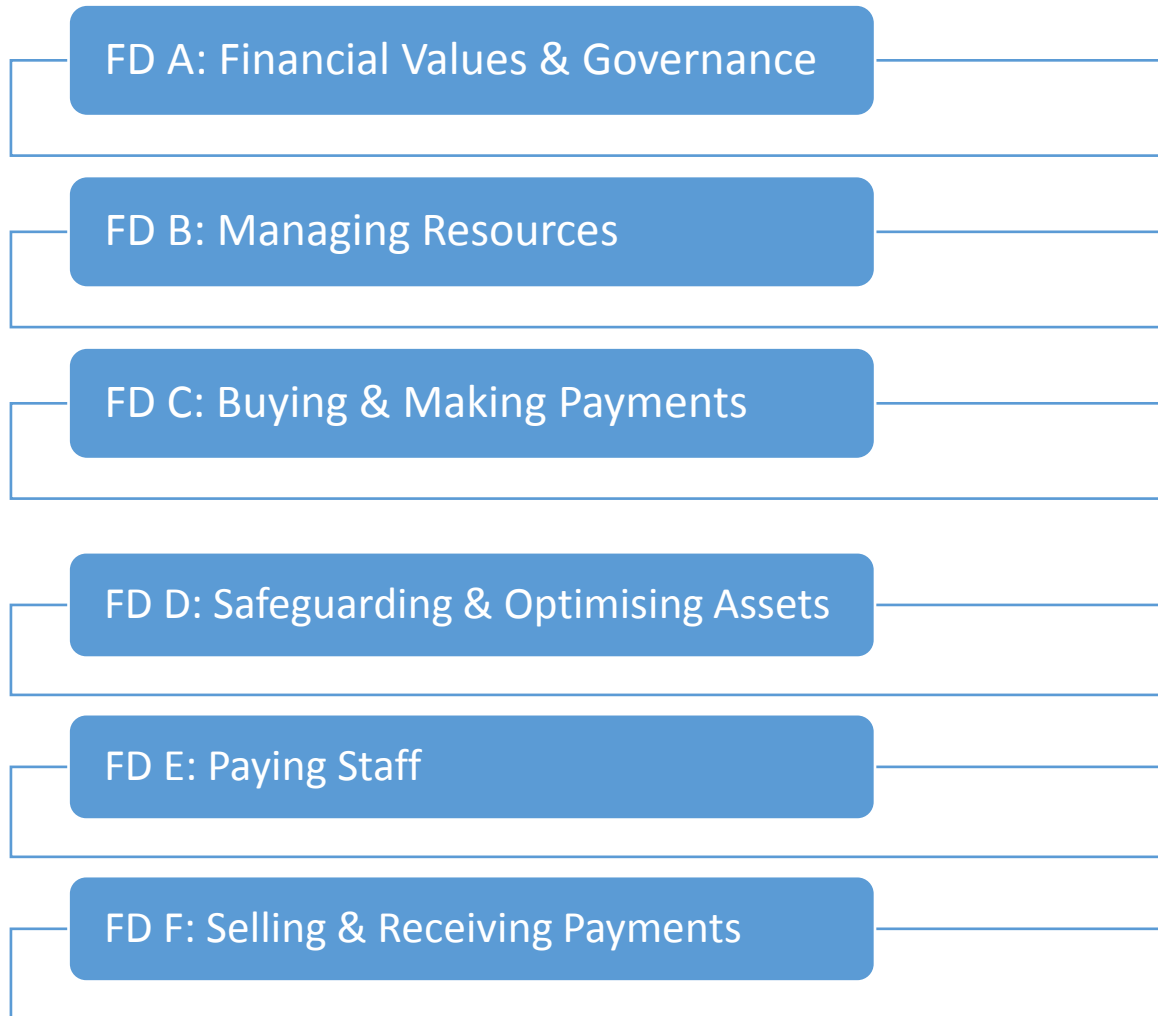 FD A: Financial Values & Governance
FD B: Managing Resources
FD C: Buying & Making Payments
FD D: Safeguarding & Optimising Assets
FD E: Paying Staff
FD F: Selling & Receiving Payments